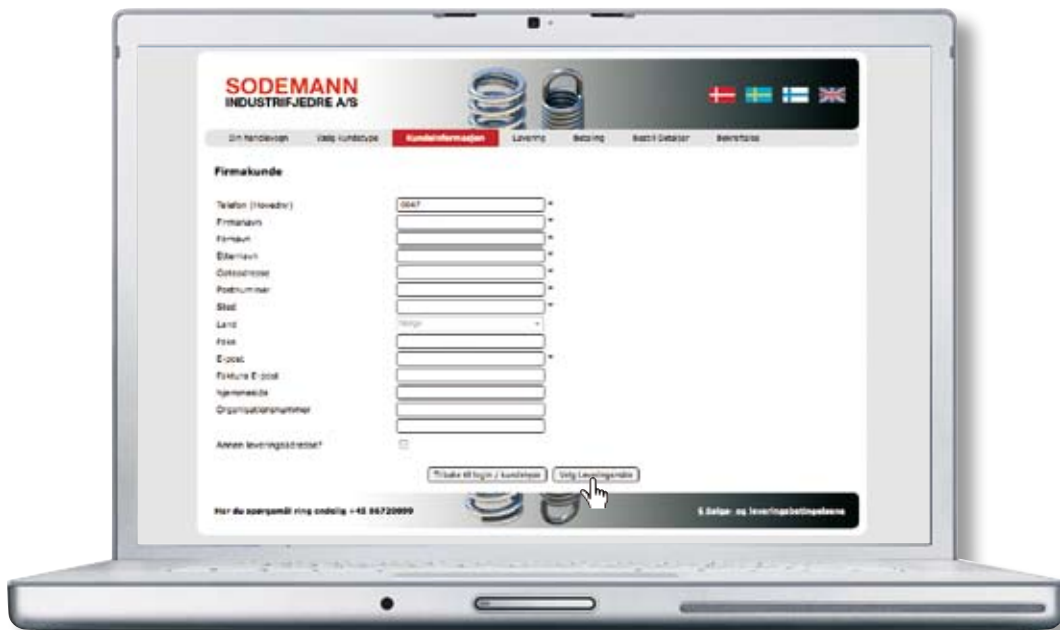 SODEMANN
INDUSTRIFJEDRE A/S
Din handlevogn Vælg kundetype Kundeinformasjon Levering Betaling Bestill Detaljer Bekreftelse
Firmakunde
Telefon (Hovednr) 0047 *
Firmanavn *
Fornavn *
Etternavn *
Gateadresse *
Postnummer *
Sted *
Land Norge
Faks
E-post *
Faktura E-post
Hjemmeside
Organisationsnummer
Annen leveringsadresse?
Tilbake til login / kundetype Velg Leveringsmåte
Har du spørgsmål ring endelig +45 86720099 § Salgs- og leveringsbetingelsene